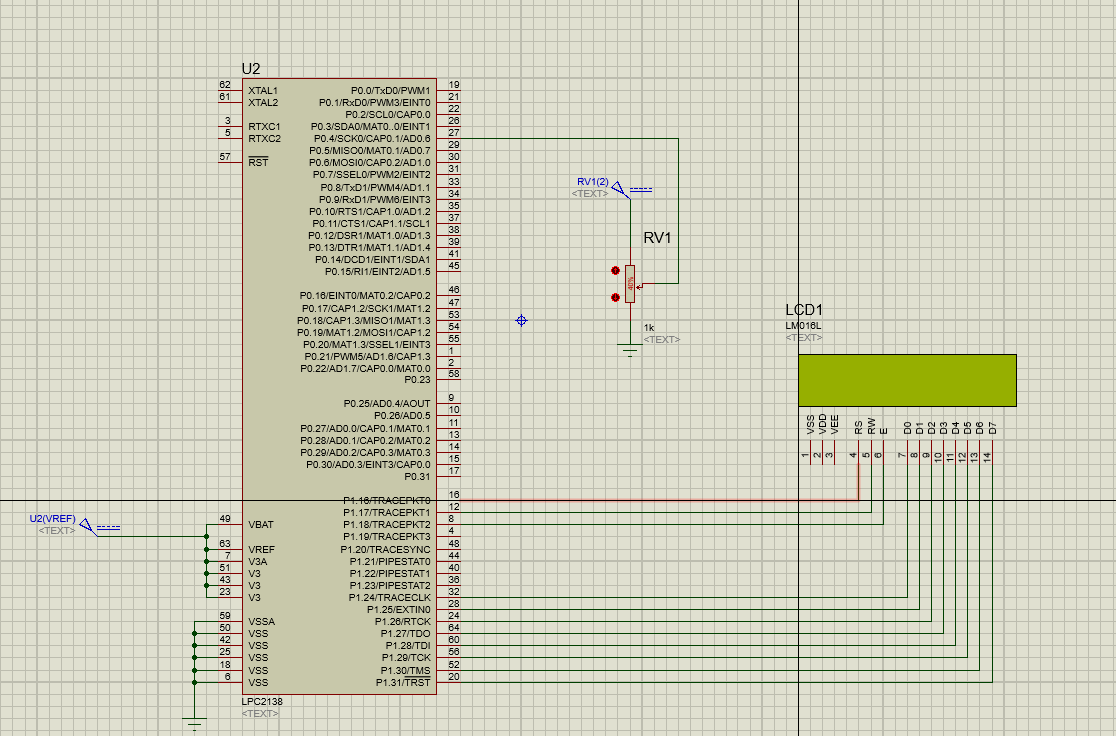 U2
62 XTAL1 P0.0/TxD0/PWM1 19
61 XTAL2 P0.1/RxD0/PWM3/EINT0 21
P0.2/SCL0/CAP0.0 22
3 RTXC1 P0.3/SDA0/MAT0..0/EINT1 26
5 RTXC2 P0.4/SCK0/CAP0.1/AD0.6 27
P0.5/MISO0/MAT0.1/AD0.7 29
57 RST P0.6/MOSI0/CAP0.2/AD1.0 30
P0.7/SSEL0/PWM2/EINT2 31
P0.8/TxD1/PWM4/AD1.1 33
P0.9/RxD1/PWM6/EINT3 34
P0.10/RTS1/CAP1.0/AD1.2 35
P0.11/CTS1/CAP1.1/SCL1 37
P0.12/DSR1/MAT1.0/AD1.3 38
P0.13/DTR1/MAT1.1/AD1.4 39
P0.14/DCD1/EINT1/SDA1 41
P0.15/RI1/EINT2/AD1.5 45
P0.16/EINT0/MAT0.2/CAP0.2 46
P0.17/CAP1.2/SCK1/MAT1.2 47
P0.18/CAP1.3/MISO1/MAT1.3 53
P0.19/MAT1.2/MOSI1/CAP1.2 54
P0.20/MAT1.3/SSEL1/EINT3 55
P0.21/PWM5/AD1.6/CAP1.3 1
P0.22/AD1.7/CAP0.0/MAT0.0 2
P0.23 58
P0.25/AD0.4/AOUT 9
P0.26/AD0.5 10
P0.27/AD0.0/CAP0.1/MAT0.1 11
P0.28/AD0.1/CAP0.2/MAT0.2 13
P0.29/AD0.2/CAP0.3/MAT0.3 14
P0.30/AD0.3/EINT3/CAP0.0 15
P0.31 17
P1.16/TRACEPKT0 16
P1.17/TRACEPKT1 12
49 VBAT P1.18/TRACEPKT2 8
P1.19/TRACEPKT3 4
63 VREF P1.20/TRACESYNC 48
7 V3A P1.21/PIPESTAT0 44
51 V3 P1.22/PIPESTAT1 40
43 V3 P1.23/PIPESTAT2 36
23 V3 P1.24/TRACECLK 32
P1.25/EXTIN0 28
59 VSSA P1.26/RTCK 24
50 VSS P1.27/TDO 64
42 VSS P1.28/TDI 60
25 VSS P1.29/TCK 56
18 VSS P1.30/TMS 52
6 VSS P1.31/TRST 20
LPC2138
<TEXT>
U2(VREF)
<TEXT>
RV1(2)
<TEXT>
RV1
1k
<TEXT>
LCD1
LM016L
<TEXT>
VSS VDD VEE RS RW E D0 D1 D2 D3 D4 D5 D6 D7
1 2 3 4 5 6 7 8 9 10 11 12 13 14